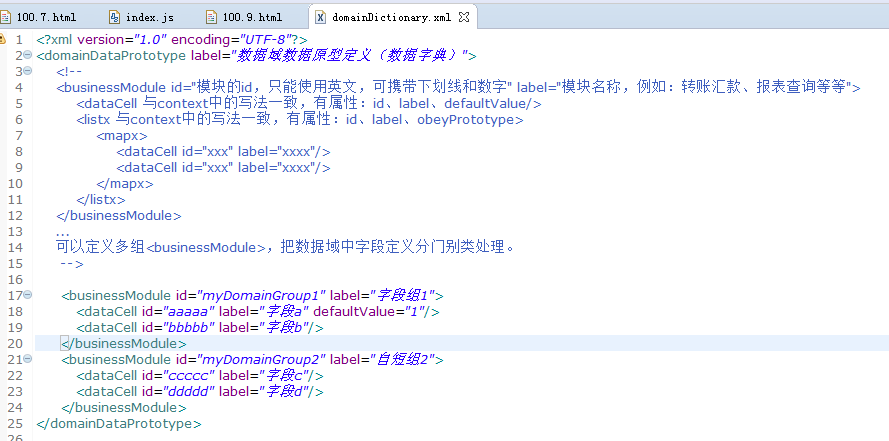 100.7.html index.js 100.9.html domainDictionary.xml
1 <?xml version="1.0" encoding="UTF-8"?>
2 <domainDataPrototype label="数据域数据原型定义（数据字典）">
3 <!--
4 <businessModule id="模块的id，只能使用英文，可携带下划线和数字" label="模块名称，例如：转账汇款、报表查询等等">
5 <dataCell 与context中的写法一致，有属性：id、label、defaultValue/>
6 <listx 与context中的写法一致，有属性：id、label、obeyPrototype>
7 <mapx>
8 <dataCell id="xxx" label="xxxx"/>
9 <dataCell id="xxx" label="xxxx"/>
10 </mapx>
11 </listx>
12 </businessModule>
13 ...
14 可以定义多组<businessModule>，把数据域中字段定义分门别类处理。
15 -->
16
17 <businessModule id="myDomainGroup1" label="字段组1">
18 <dataCell id="aaaaa" label="字段a" defaultValue="1"/>
19 <dataCell id="bbbbb" label="字段b"/>
20 </businessModule>
21 <businessModule id="myDomainGroup2" label="自短组2">
22 <dataCell id="ccccc" label="字段c"/>
23 <dataCell id="ddddd" label="字段d"/>
24 </businessModule>
25 </domainDataPrototype>
26